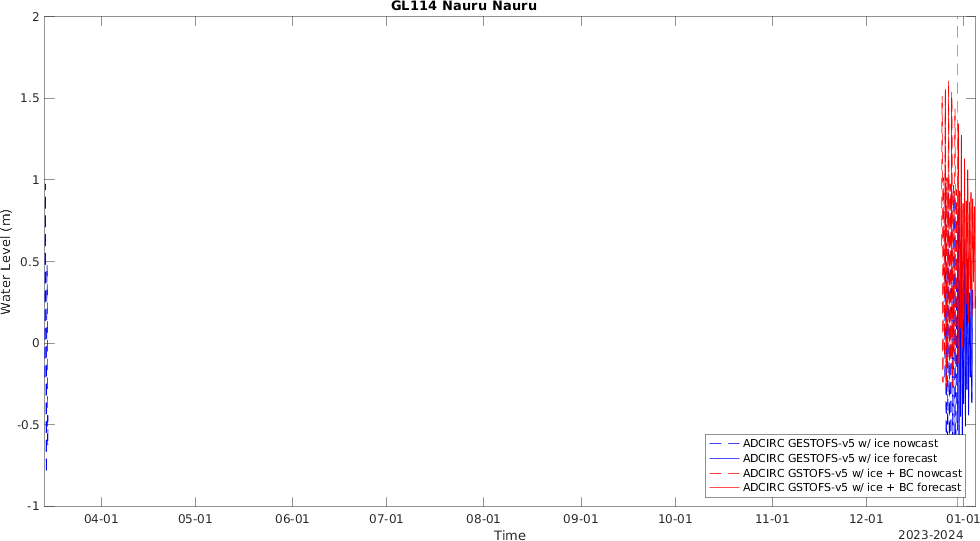 GL114 Nauru Nauru
2
1.5
1
0.5
0
-0.5
-1
Water Level (m)
04-01 05-01 06-01 07-01 08-01 09-01 10-01 11-01 12-01 01-01
Time
2023-2024
ADCIRC GESTOFS-v5 w/ ice nowcast
ADCIRC GESTOFS-v5 w/ ice forecast
ADCIRC GSTOFS-v5 w/ ice + BC nowcast
ADCIRC GSTOFS-v5 w/ ice + BC forecast